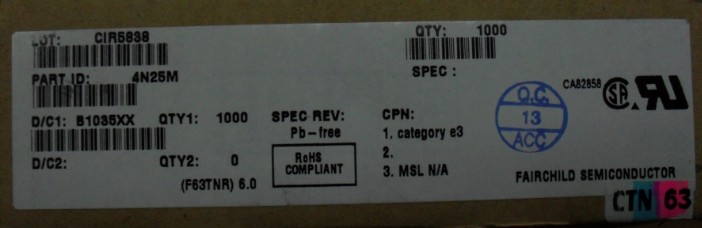 LOT: CIR5838 QTY: 1000
PART ID: 4N25M SPEC :
D/C1: B1035XX QTY1: 1000 SPEC REV: CPN:
Pb-free 1. category e3
D/C2: QTY2: 0 RoHS COMPLIANT 2.
(F63TNR) 6.0 3. MSL N/A
Q.C.
13
ACC
CA82858 SA UR
FAIRCHILD SEMICONDUCTOR
CTN 63